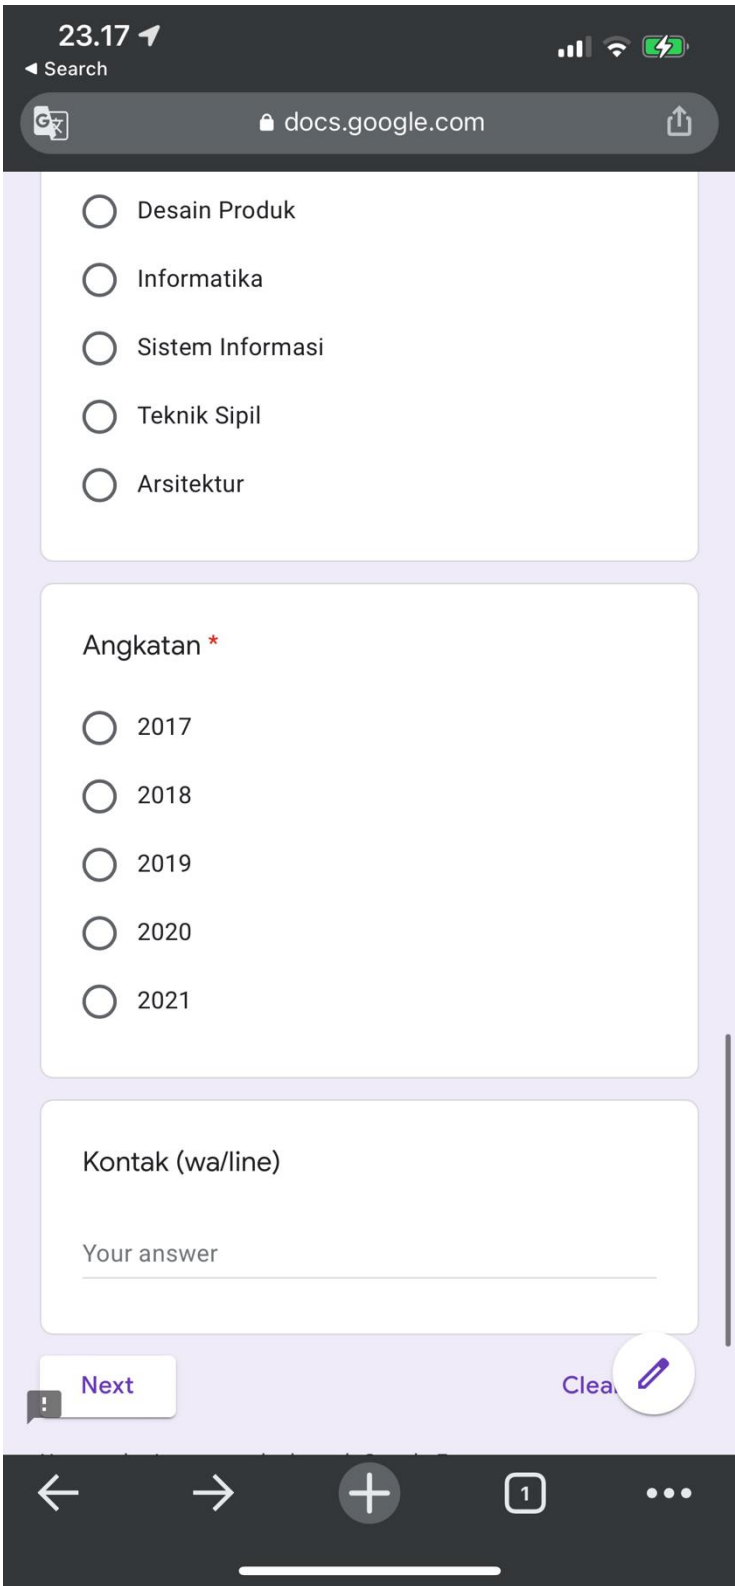 23.17
Search
docs.google.com
Desain Produk
Informatika
Sistem Informasi
Teknik Sipil
Arsitektur
Angkatan *
2017
2018
2019
2020
2021
Kontak (wa/line)
Your answer
Next
1